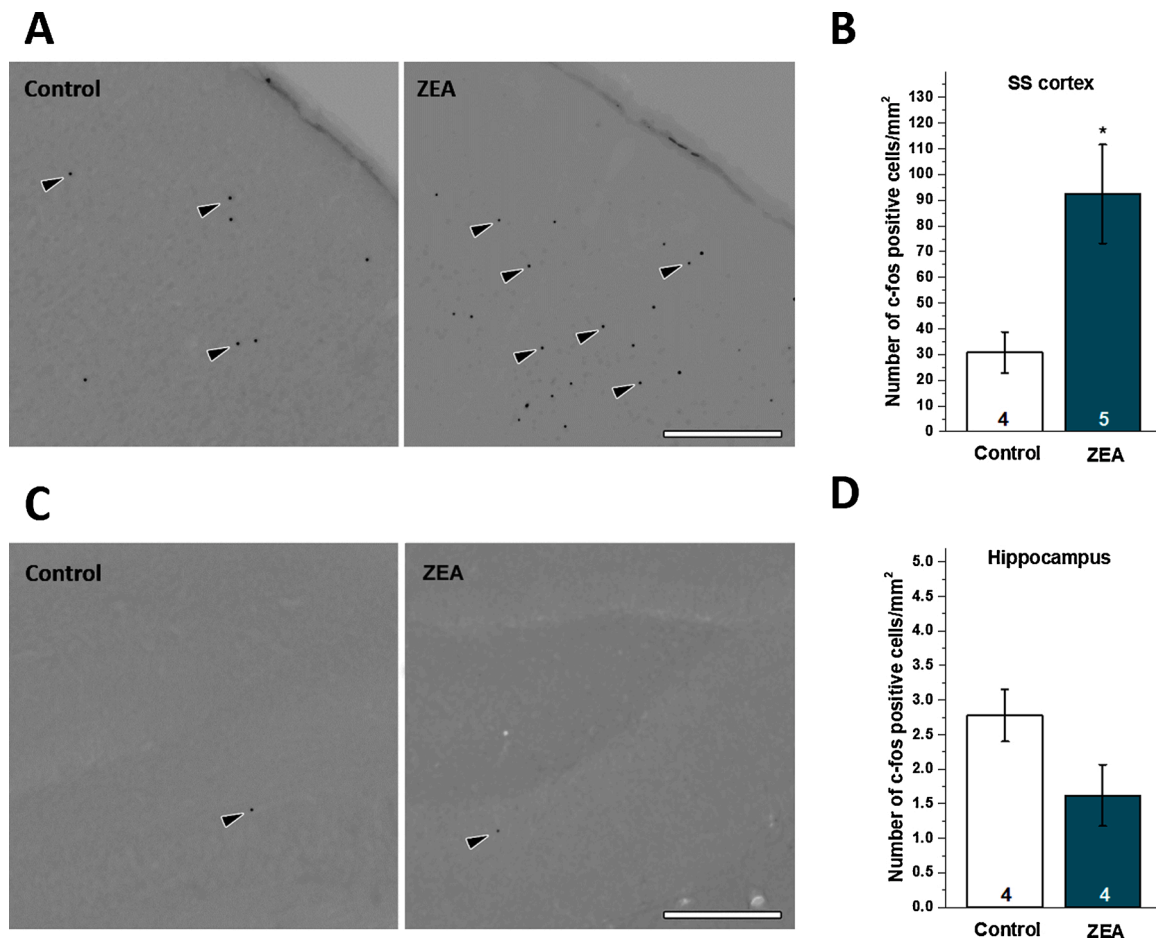 A
Control
ZEA
B
SS cortex
Number of c-fos positive cells/mm²
130
120
110
100
90
80
70
60
50
40
30
20
10
0
*
4
5
Control
ZEA
C
Control
ZEA
D
Hippocampus
Number of c-fos positive cells/mm²
5.0
4.5
4.0
3.5
3.0
2.5
2.0
1.5
1.0
0.5
0.0
4
4
Control
ZEA